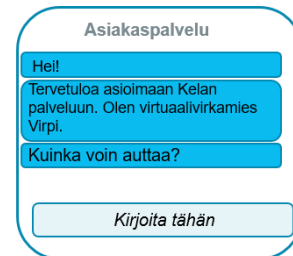 Asiakaspalvelu
Hei!
Tervetuloa asioimaan Kelan
palveluun. Olen virtuaalivirkamies
Virpi.
Kuinka voin auttaa?
Kirjoita tähän